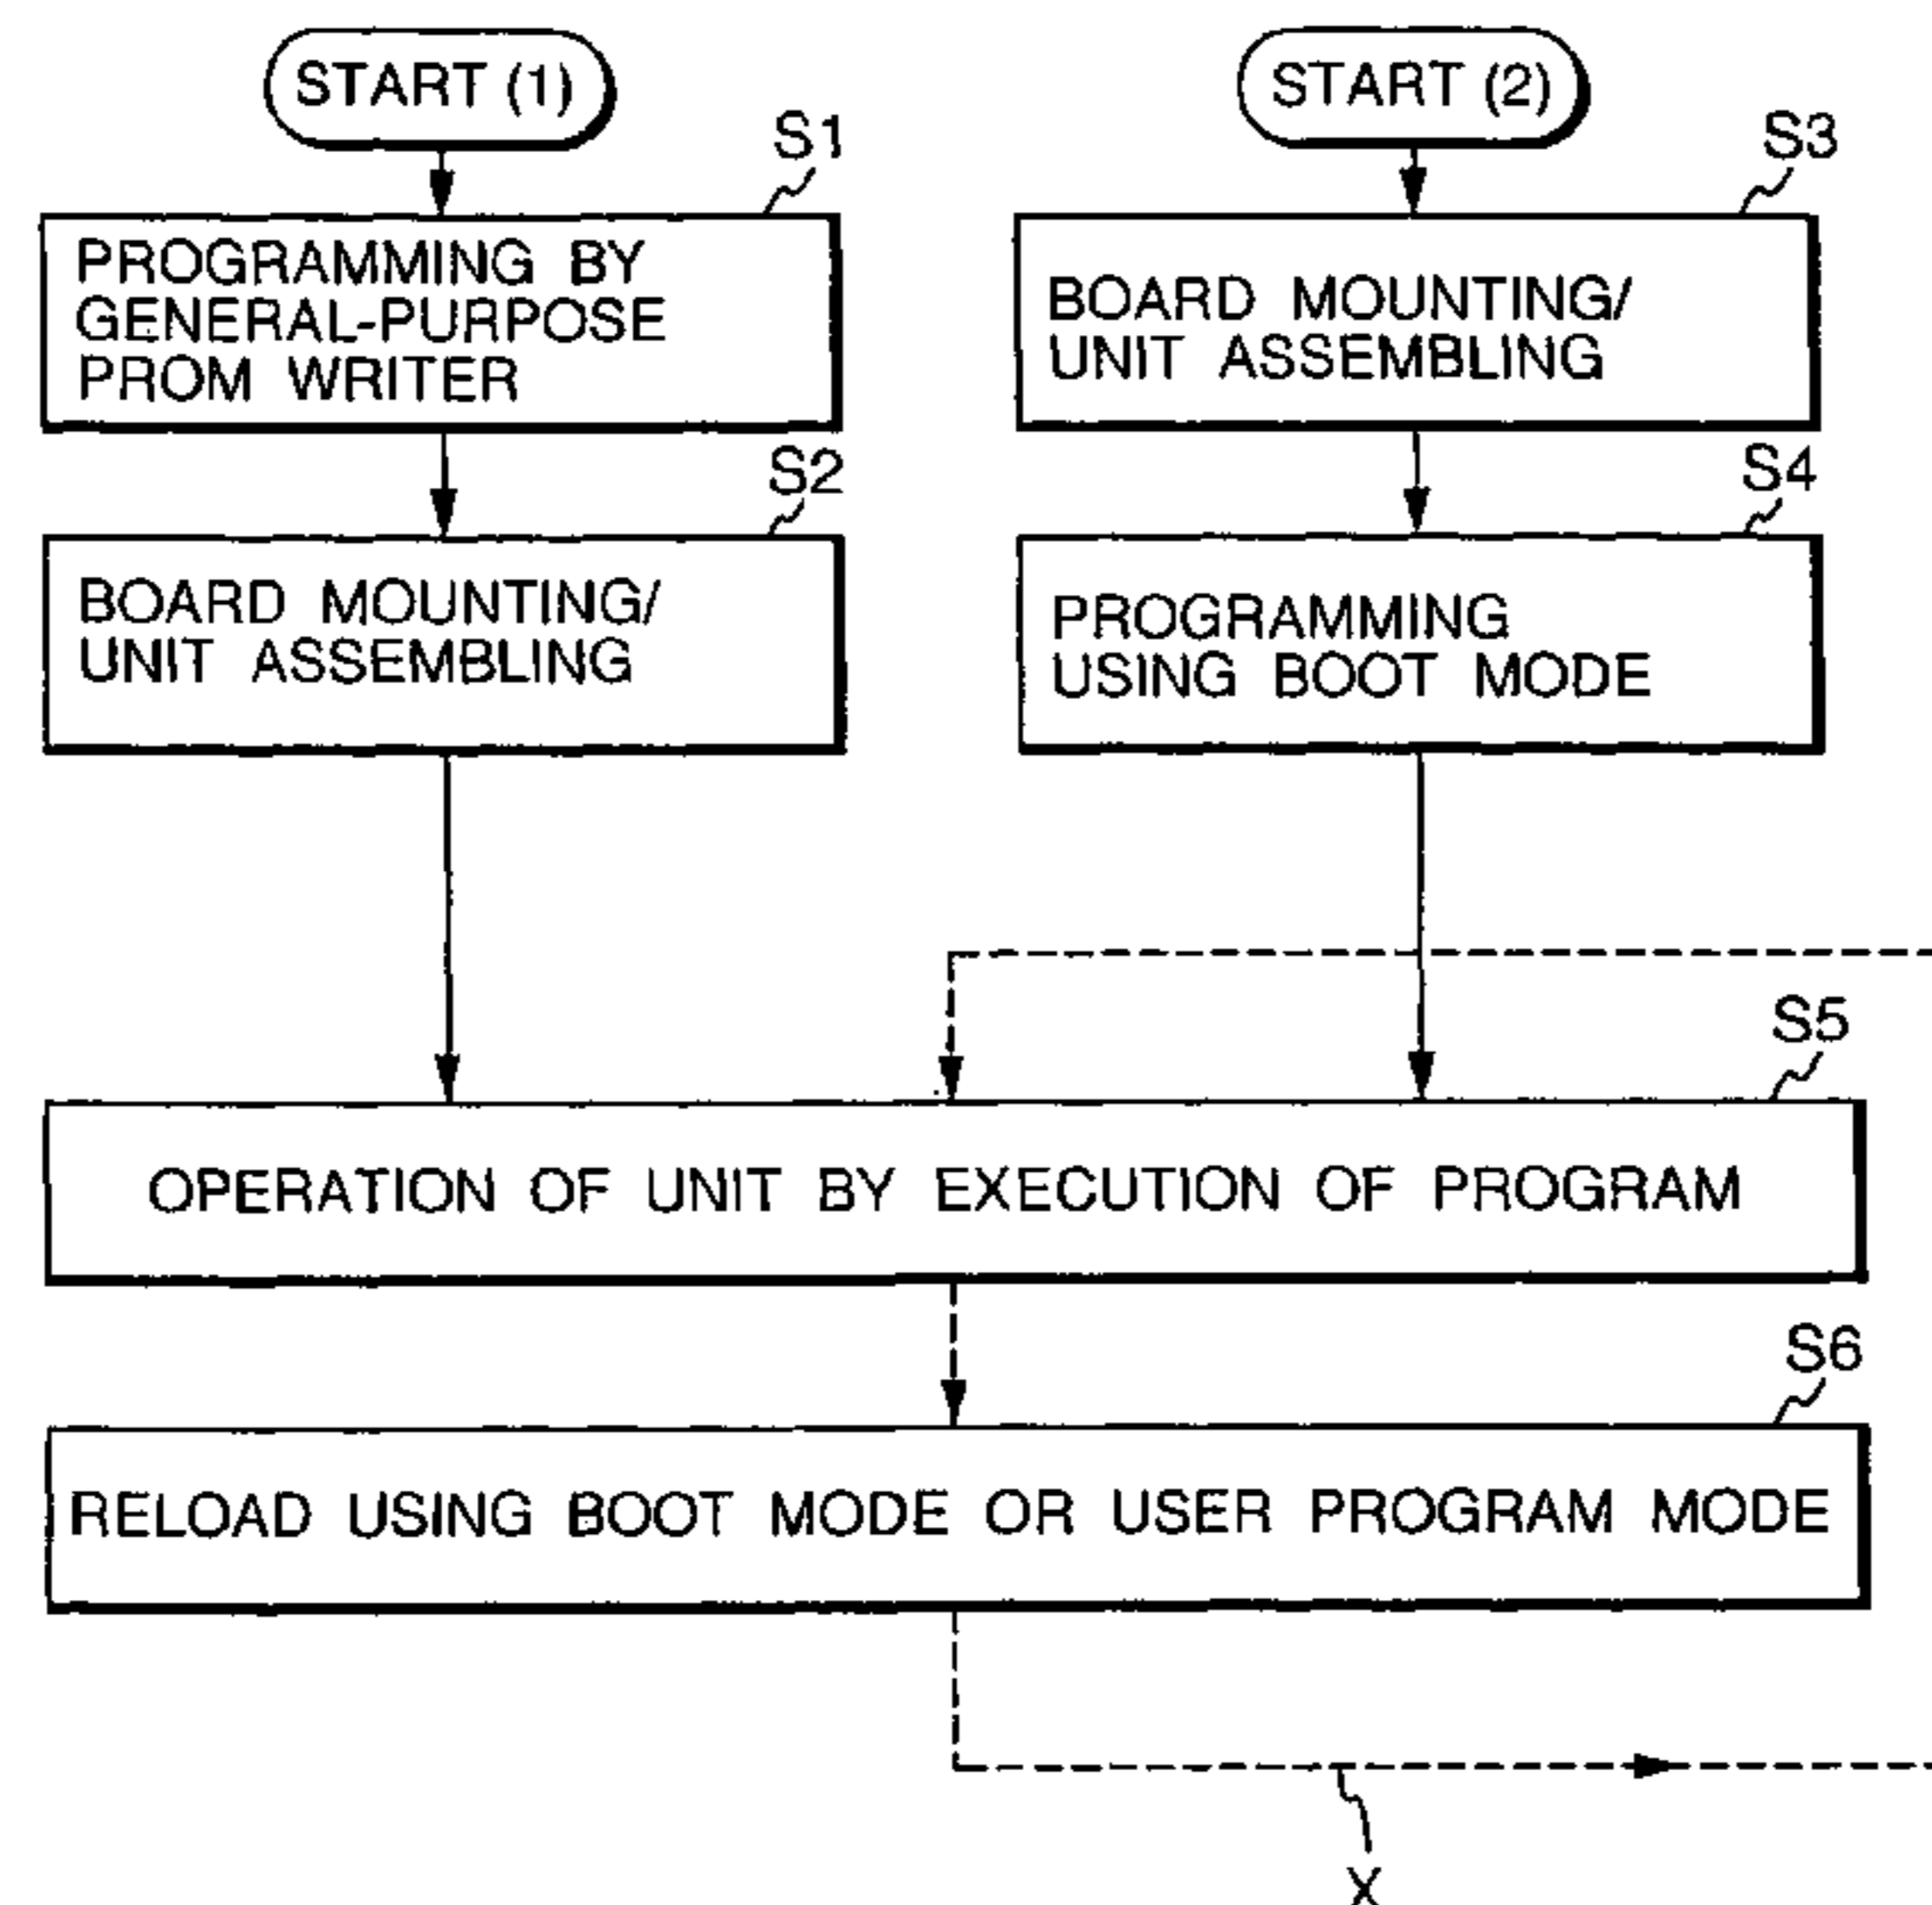 START (1)
S1
PROGRAMMING BY
GENERAL-PURPOSE
PROM WRITER
S2
BOARD MOUNTING/
UNIT ASSEMBLING
START (2)
S3
BOARD MOUNTING/
UNIT ASSEMBLING
S4
PROGRAMMING
USING BOOT MODE
S5
OPERATION OF UNIT BY EXECUTION OF PROGRAM
S6
RELOAD USING BOOT MODE OR USER PROGRAM MODE
X